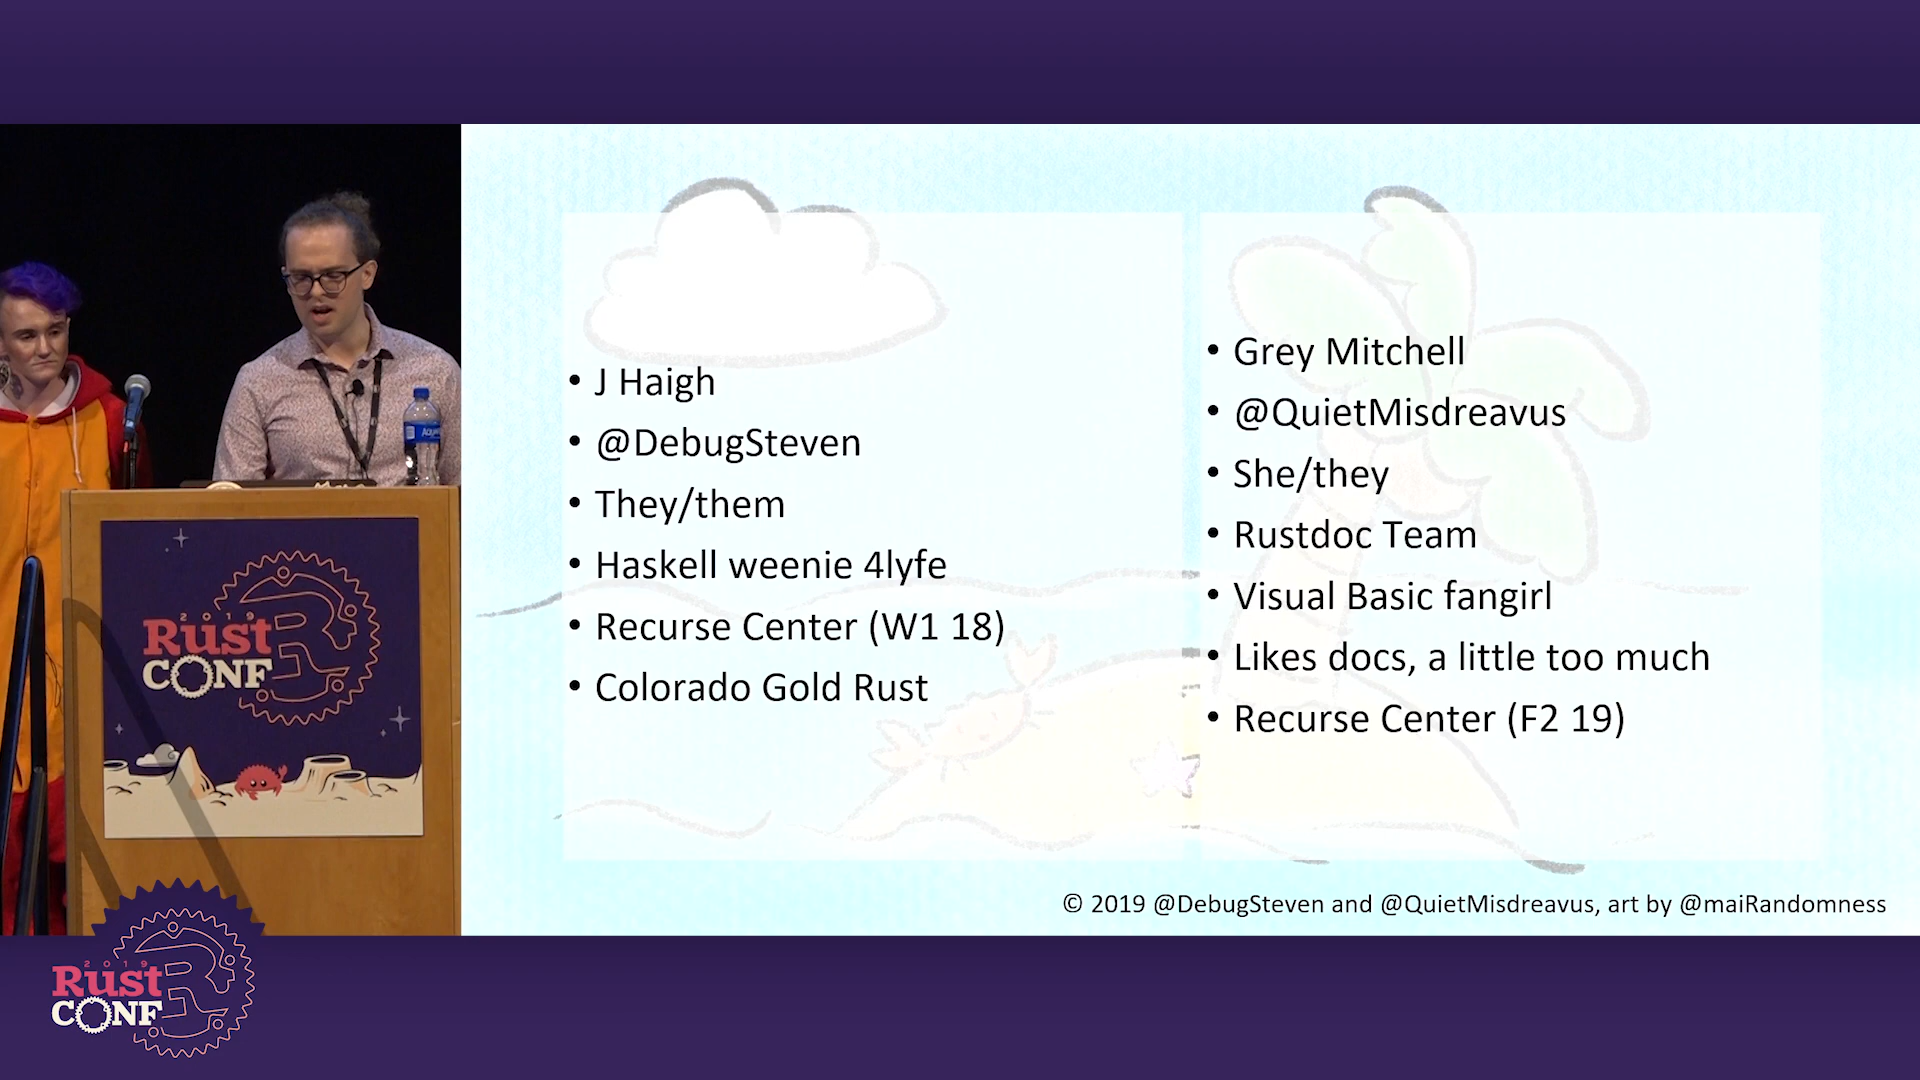 J Haigh
@DebugSteven
They/them
Haskell weenie 4lyfe
Recurse Center (W1 18)
Colorado Gold Rust
Grey Mitchell
@QuietMisdreavus
She/they
Rustdoc Team
Visual Basic fangirl
Likes docs, a little too much
Recurse Center (F2 19)
© 2019 @DebugSteven and @QuietMisdreavus, art by @maiRandomness
2019
Rust
CONF
2019
Rust
CONF